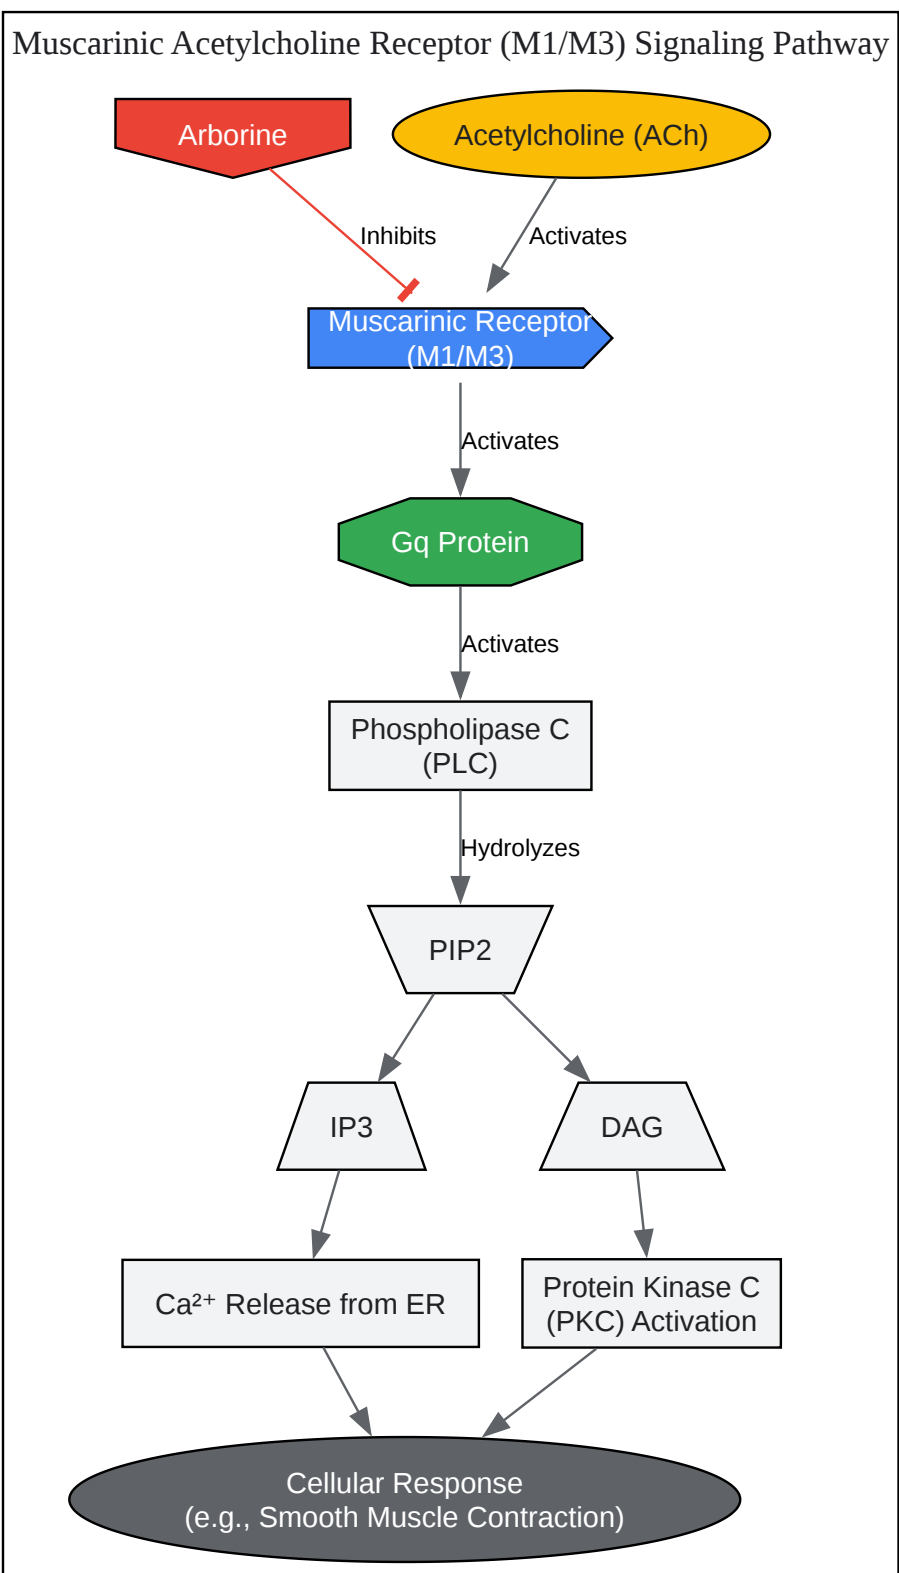 Muscarinic Acetylcholine Receptor (M1/M3) Signaling Pathway
Arborine
Acetylcholine (ACh)
Inhibits
Activates
Muscarinic Receptor
(M1/M3)
Activates
Gq Protein
Activates
Phospholipase C
(PLC)
Hydrolyzes
PIP2
IP3
DAG
Ca²⁺ Release from ER
Protein Kinase C
(PKC) Activation
Cellular Response
(e.g., Smooth Muscle Contraction)